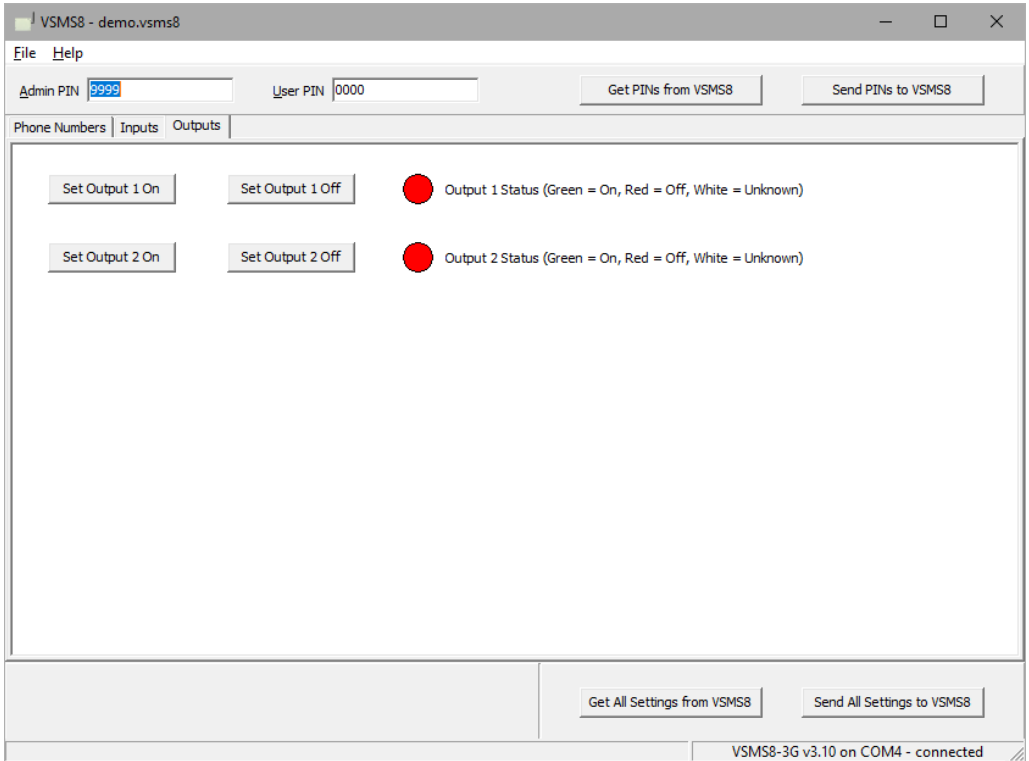 VSMS8 - demo.vsms8
File Help
Admin PIN 9999 User PIN 0000 Get PINs from VSMS8 Send PINs to VSMS8
Phone Numbers Inputs Outputs
Set Output 1 On Set Output 1 Off Output 1 Status (Green = On, Red = Off, White = Unknown)
Set Output 2 On Set Output 2 Off Output 2 Status (Green = On, Red = Off, White = Unknown)
Get All Settings from VSMS8 Send All Settings to VSMS8
VSMS8-3G v3.10 on COM4 - connected